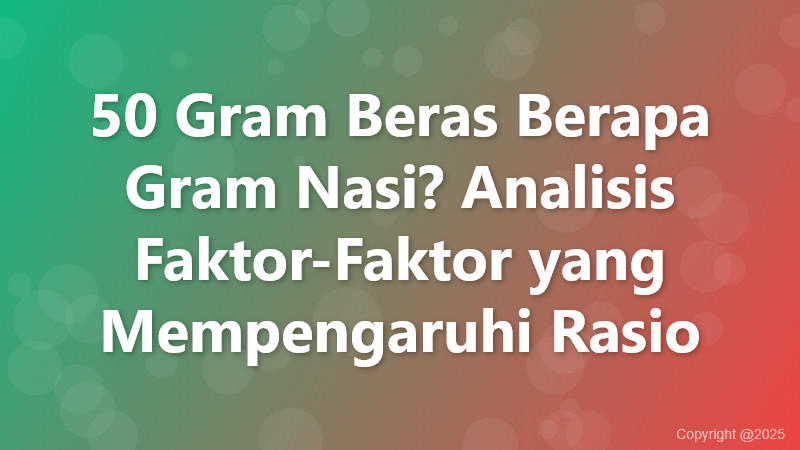 50 Gram Beras Berapa
Gram Nasi? Analisis
Faktor-Faktor yang
Mempengaruhi Rasio
Copyright @2025